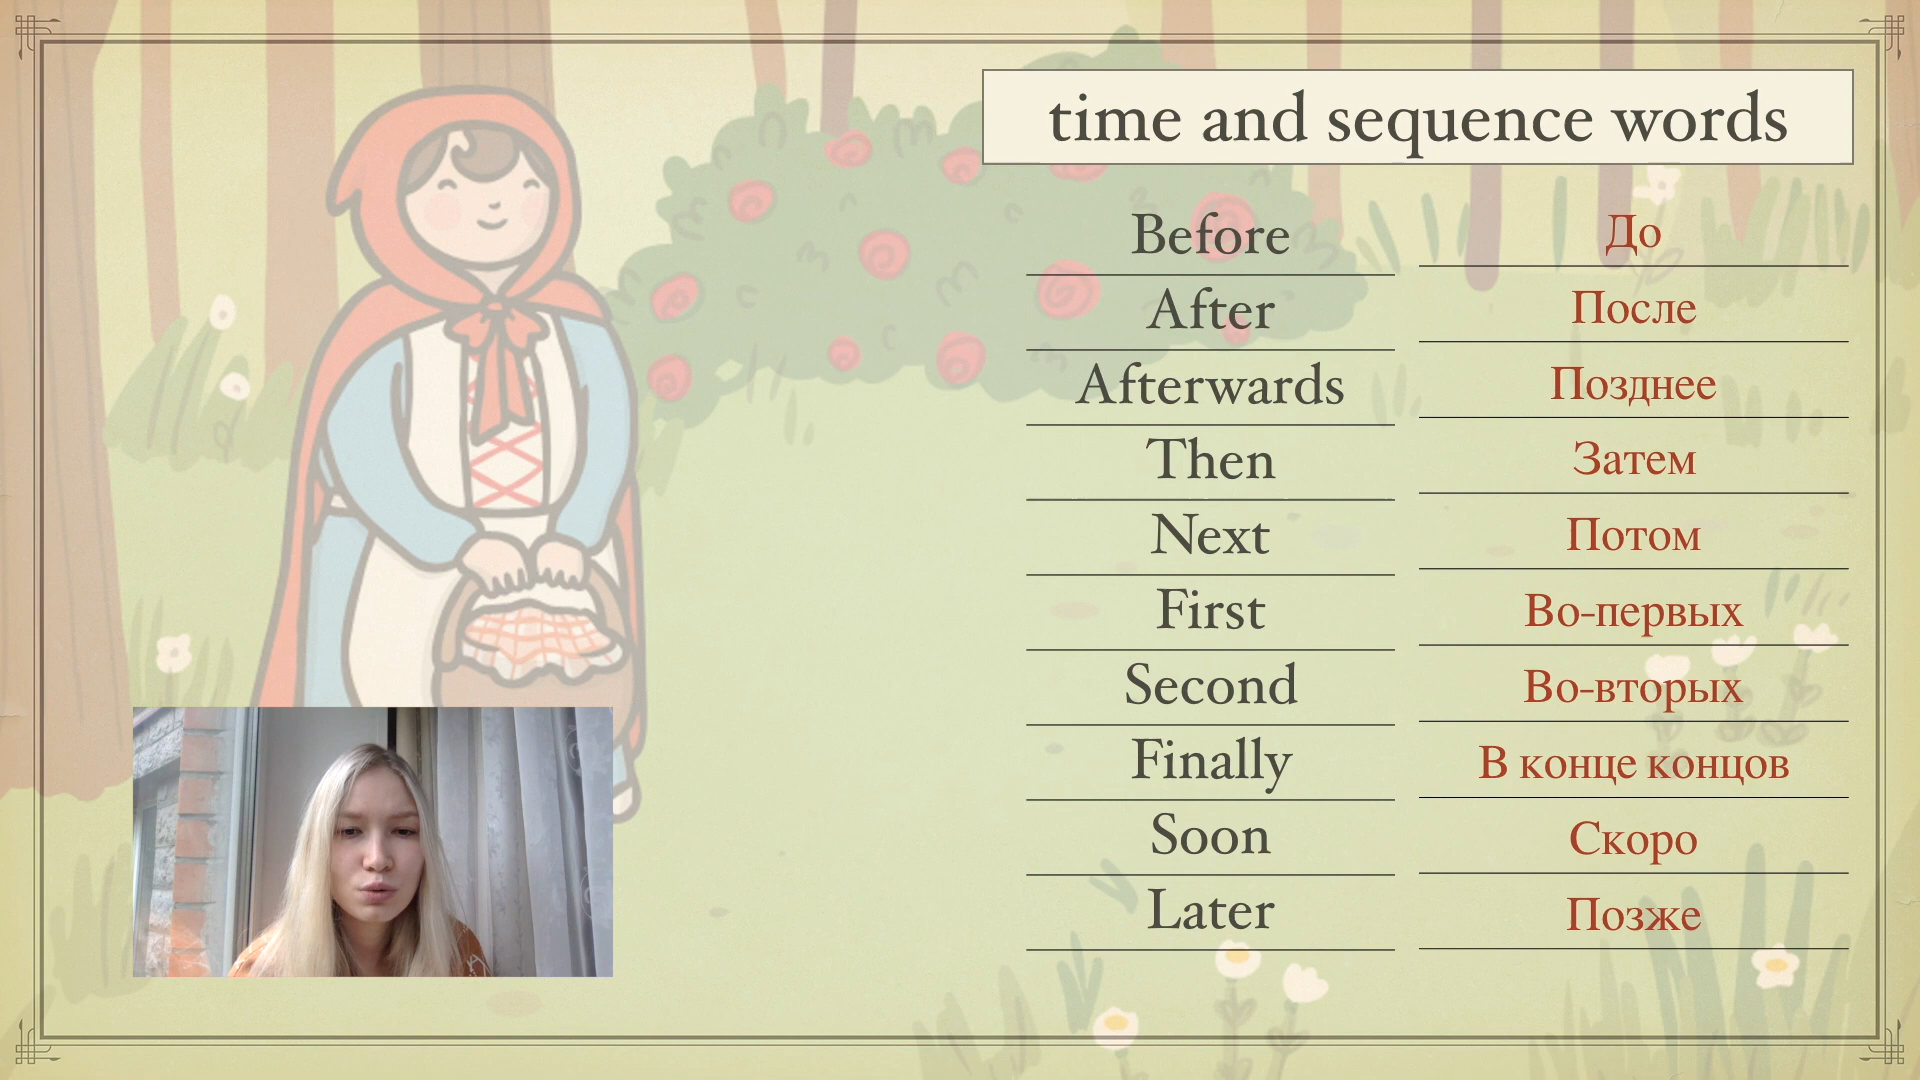 time and sequence words
Before До
After После
Afterwards Позднее
Then Затем
Next Потом
First Во-первых
Second Во-вторых
Finally В конце концов
Soon Скоро
Later Позже